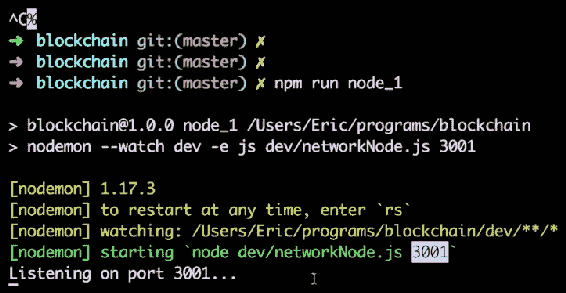 ^C%
➜ blockchain git:(master) ✗
➜ blockchain git:(master) ✗
➜ blockchain git:(master) ✗ npm run node_1
> blockchain@1.0.0 node_1 /Users/Eric/programs/blockchain
> nodemon --watch dev -e js dev/networkNode.js 3001
[nodemon] 1.17.3
[nodemon] to restart at any time, enter `rs`
[nodemon] watching: /Users/Eric/programs/blockchain/dev/**/*
[nodemon] starting `node dev/networkNode.js 3001`
Listening on port 3001...